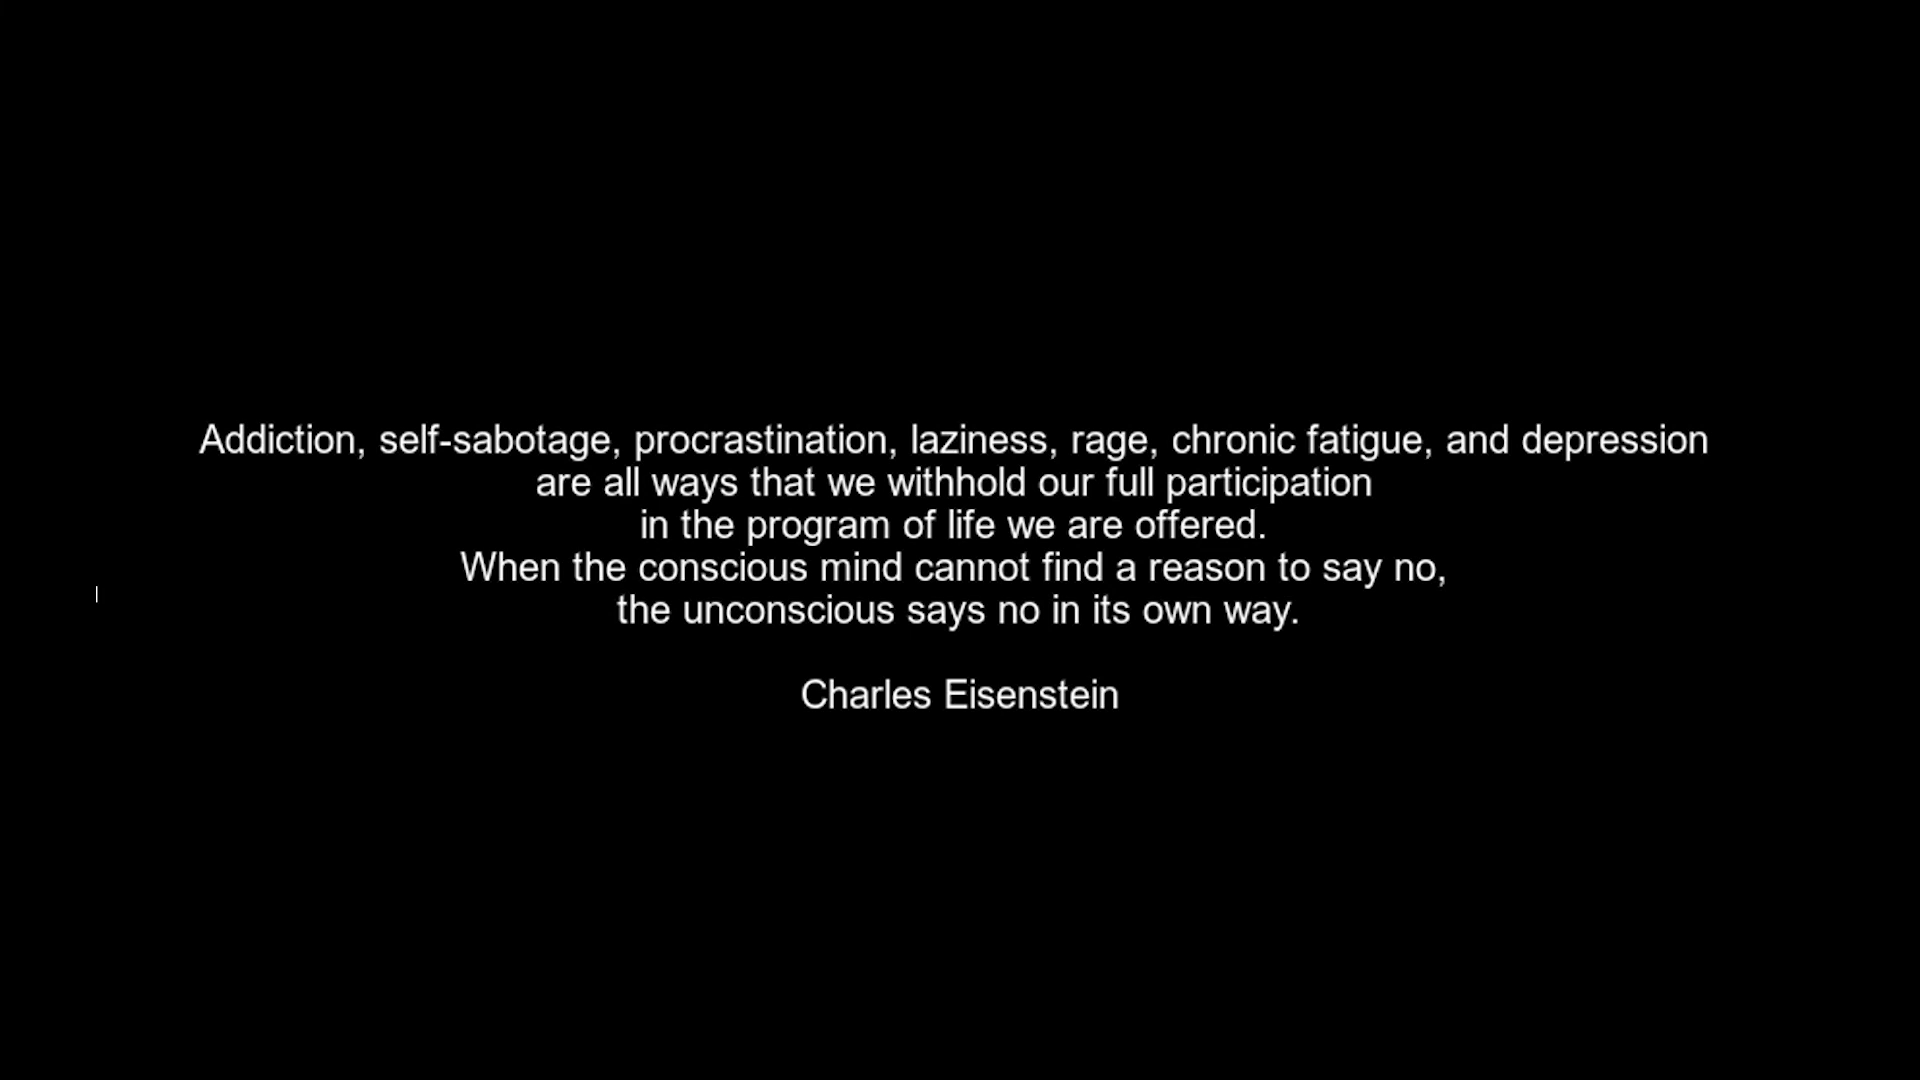 Addiction, self-sabotage, procrastination, laziness, rage, chronic fatigue, and depression
are all ways that we withhold our full participation
in the program of life we are offered.
When the conscious mind cannot find a reason to say no,
the unconscious says no in its own way.
Charles Eisenstein